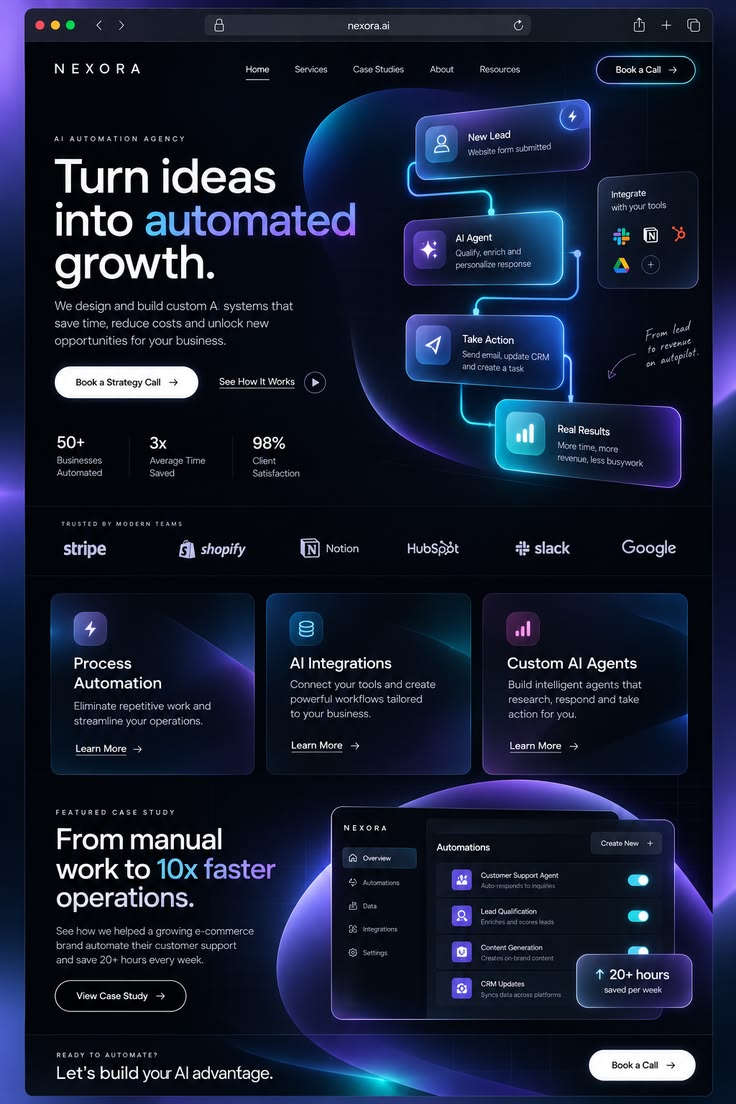 nexora.ai
NEXORA
Home
Services
Case Studies
About
Resources
Book a Call
AI AUTOMATION AGENCY
Turn ideas
into automated
growth.
We design and build custom A systems that
save time, reduce costs and unlock new
opportunities for your business.
Book a Strategy Call
See How It Works
50+
Businesses
Automated
3x
Average Time
Saved
98%
Client
Satisfaction
New Lead
Website form submitted
AI Agent
Qualify, enrich and
personalize response
Take Action
Send email, update CRM
and create a task
Real Results
More time, more
revenue, less busywork
Integrate
with your tools
From lead
to revenue
on autopilot.
TRUSTED BY MODERN TEAMS
stripe
shopify
Notion
HubSpot
slack
Google
Process
Automation
Eliminate repetitive work and
streamline your operations.
Learn More
AI Integrations
Connect your tools and create
powerful workflows tailored
to your business.
Learn More
Custom AI Agents
Build intelligent agents that
research, respond and take
action for you.
Learn More
FEATURED CASE STUDY
From manual
work to 10x faster
operations.
See how we helped a growing e-commerce
brand automate their customer support
and save 20+ hours every week.
View Case Study
NEXORA
Overview
Automations
Data
Integrations
Settings
Automations
Create New +
Customer Support Agent
Auto-responds to inquiries
Lead Qualification
Enriches and scores leads
Content Generation
Creates on-brand content
CRM Updates
Syncs data across platforms
↑ 20+ hours
saved per week
READY TO AUTOMATE?
Let's build your AI advantage.
Book a Call